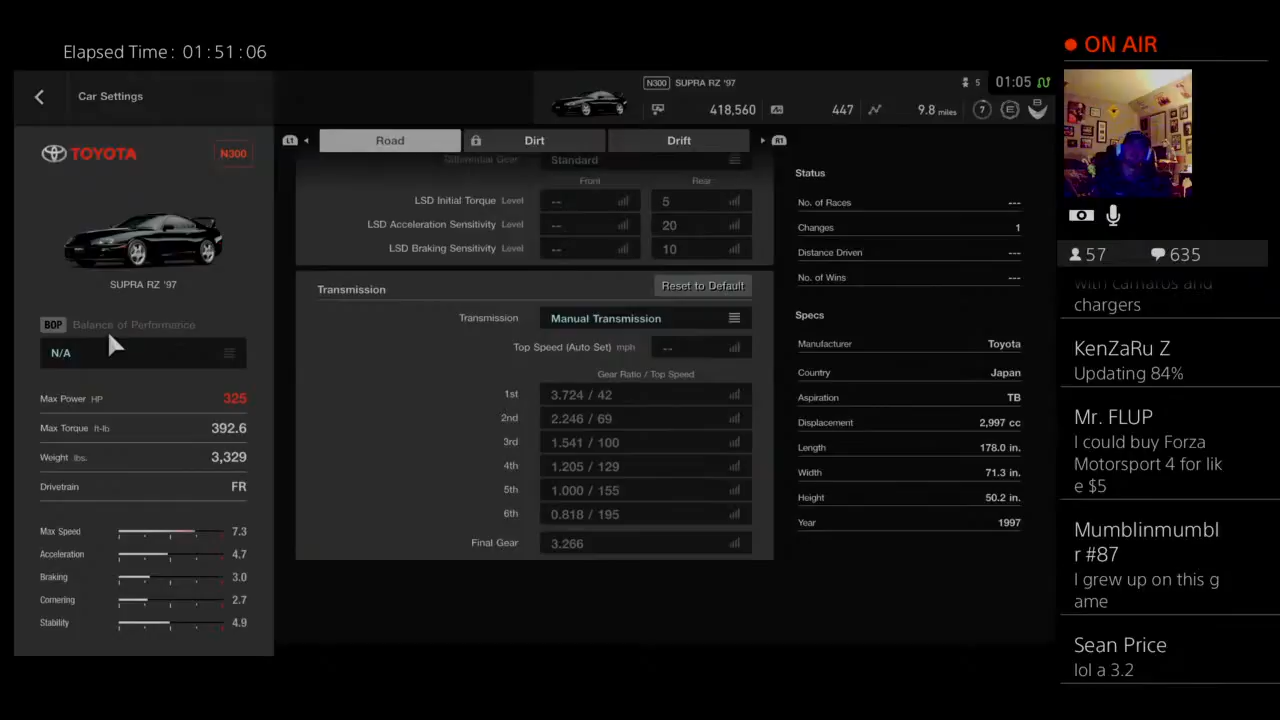 Elapsed Time: 01:51:06
ON AIR
Car Settings
N300 SUPRA RZ '97
5
01:05
418,560
447
9.8 miles
7
E
B
TOYOTA
N300
SUPRA RZ '97
BOP Balance of Performance
N/A
Max Power HP 325
Max Torque ft-lb 392.6
Weight lbs. 3,329
Drivetrain FR
Max Speed 7.3
Acceleration 4.7
Braking 3.0
Cornering 2.7
Stability 4.9
L1 Road Dirt Drift R1
Differential Gear Standard
Front Rear
LSD Initial Torque Level -- 5
LSD Acceleration Sensitivity Level -- 20
LSD Braking Sensitivity Level -- 10
Transmission Reset to Default
Transmission Manual Transmission
Top Speed (Auto Set) mph --
Gear Ratio / Top Speed
1st 3.724 / 42
2nd 2.246 / 69
3rd 1.541 / 100
4th 1.205 / 129
5th 1.000 / 155
6th 0.818 / 195
Final Gear 3.266
Status
No. of Races ---
Changes 1
Distance Driven ---
No. of Wins ---
Specs
Manufacturer Toyota
Country Japan
Aspiration TB
Displacement 2,997 cc
Length 178.0 in.
Width 71.3 in.
Height 50.2 in.
Year 1997
57 635
with camaros and
chargers
KenZaRu Z
Updating 84%
Mr. FLUP
I could buy Forza
Motorsport 4 for lik
e $5
Mumblinmumbl
r #87
I grew up on this g
ame
Sean Price
lol a 3.2